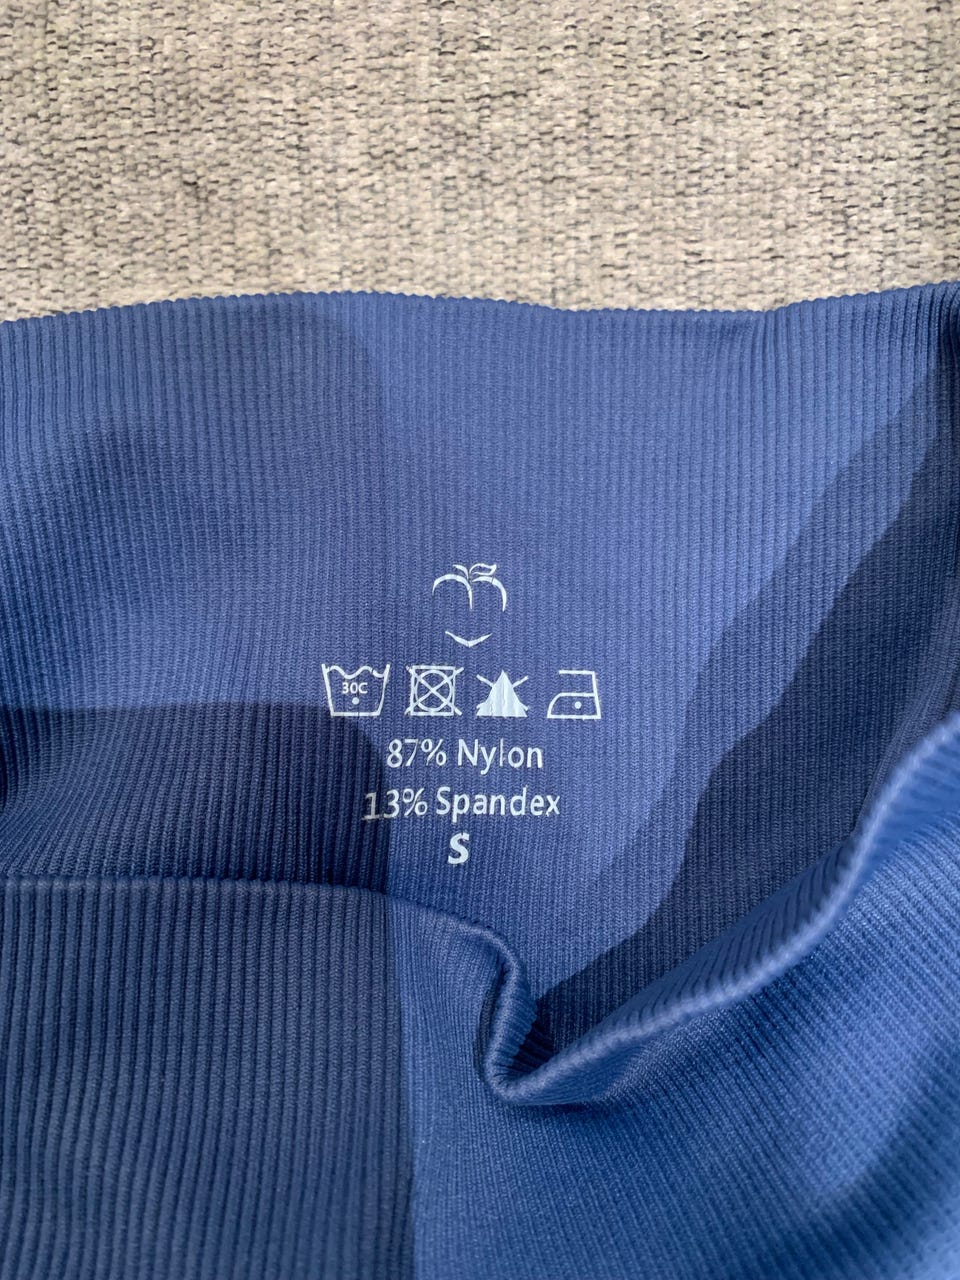 30C
87% Nylon
13% Spandex
S